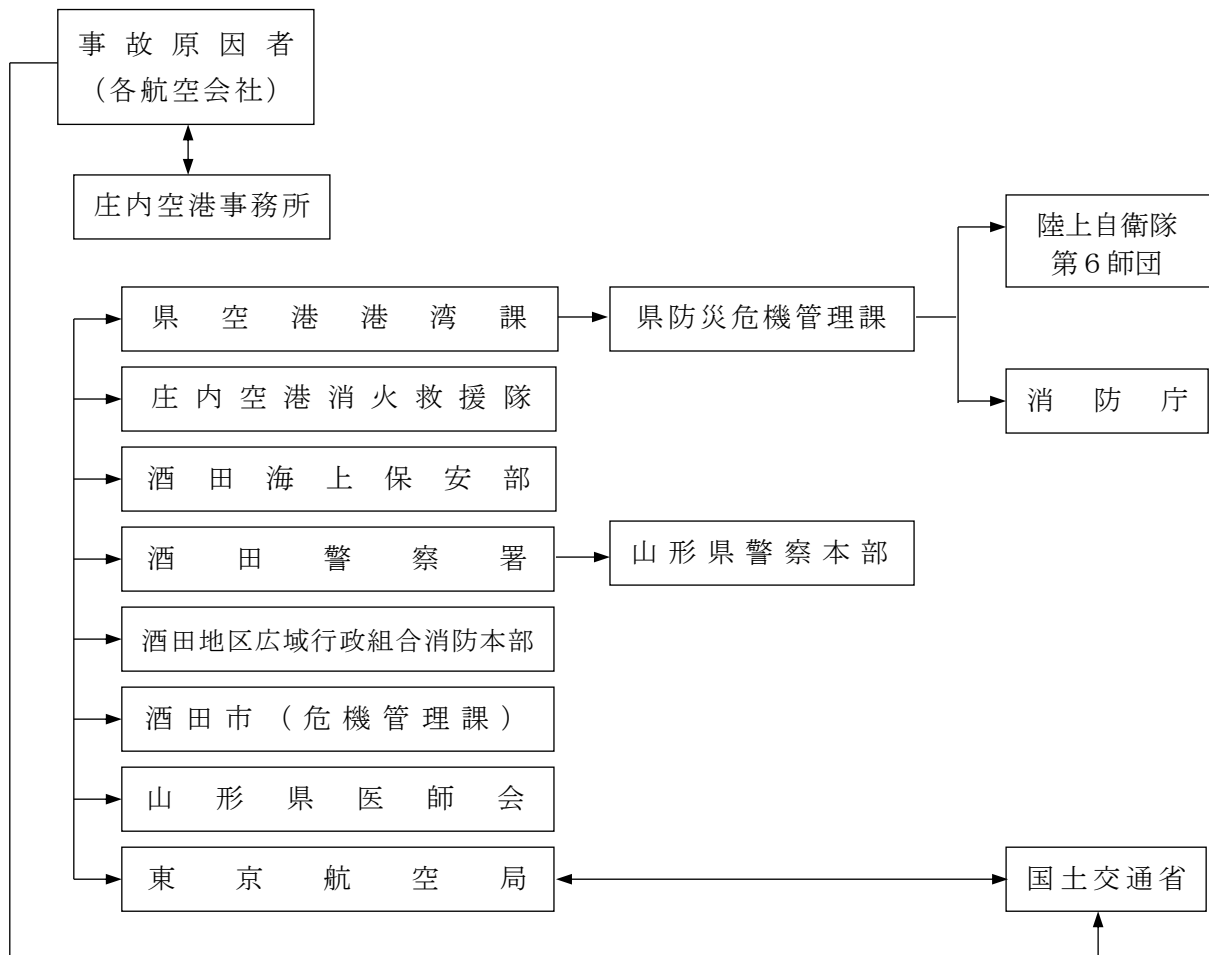 事故原因者
（各航空会社）
庄内空港事務所
陸上自衛隊
第６師団
県空港港湾課
県防災危機管理課
庄内空港消火救援隊
消防庁
酒田海上保安部
酒田警察署
山形県警察本部
酒田地区広域行政組合消防本部
酒田市（危機管理課）
山形県医師会
東京航空局
国土交通省